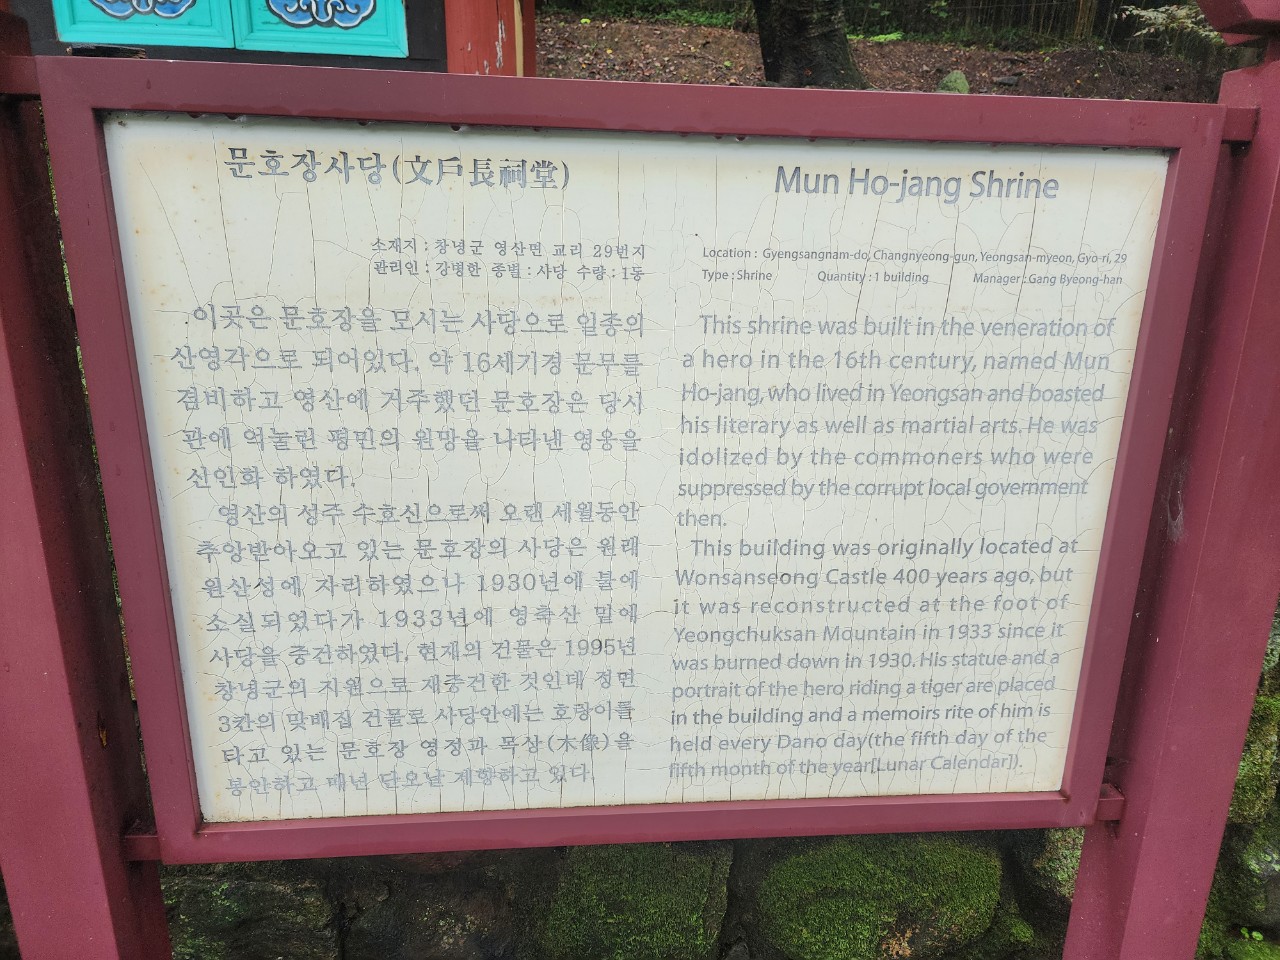 문호장사당(文戶長祠堂)
소재지 : 창녕군 영산면 교리 29번지
관리인 : 강병한 종별 : 사당 수량 : 1동
이곳은 문호장을 모시는 사당으로 일종의
산영각으로 되어있다. 약 16세기경 문무를
겸비하고 영산에 거주했던 문호장은 당시
관에 억눌린 평민의 원망을 나타낸 영웅을
신인화 하였다.
영산의 성주 수호신으로써 오랜 세월동안
추앙받아오고 있는 문호장의 사당은 원래
원산성에 자리하였으나 1930년에 불에
소실되었다가 1933년에 영축산 밑에
사당을 중건하였다. 현재의 건물은 1995년
창녕군의 지원으로 재중건한 것인데 정면
3칸의 맞배집 건물로 사당안에는 호랑이를
타고 있는 문호장 영정과 목상(木像)을
봉안하고 매년 단오날 제향하고 있다.
Mun Ho-jang Shrine
Location : Gyengsangnam-do, Changnyeong-gun, Yeongsan-myeon, Gyo-ri, 29
Type : Shrine Quantity : 1 building Manager : Gang Byeong-han
This shrine was built in the veneration of
a hero in the 16th century, named Mun
Ho-jang, who lived in Yeongsan and boasted
his literary as well as martial arts. He was
idolized by the commoners who were
suppressed by the corrupt local government
then.
This building was originally located at
Wonsanseong Castle 400 years ago, but
it was reconstructed at the foot of
Yeongchuksan Mountain in 1933 since it
was burned down in 1930. His statue and a
portrait of the hero riding a tiger are placed
in the building and a memoirs rite of him is
held every Dano day(the fifth day of the
fifth month of the year[Lunar Calendar]).